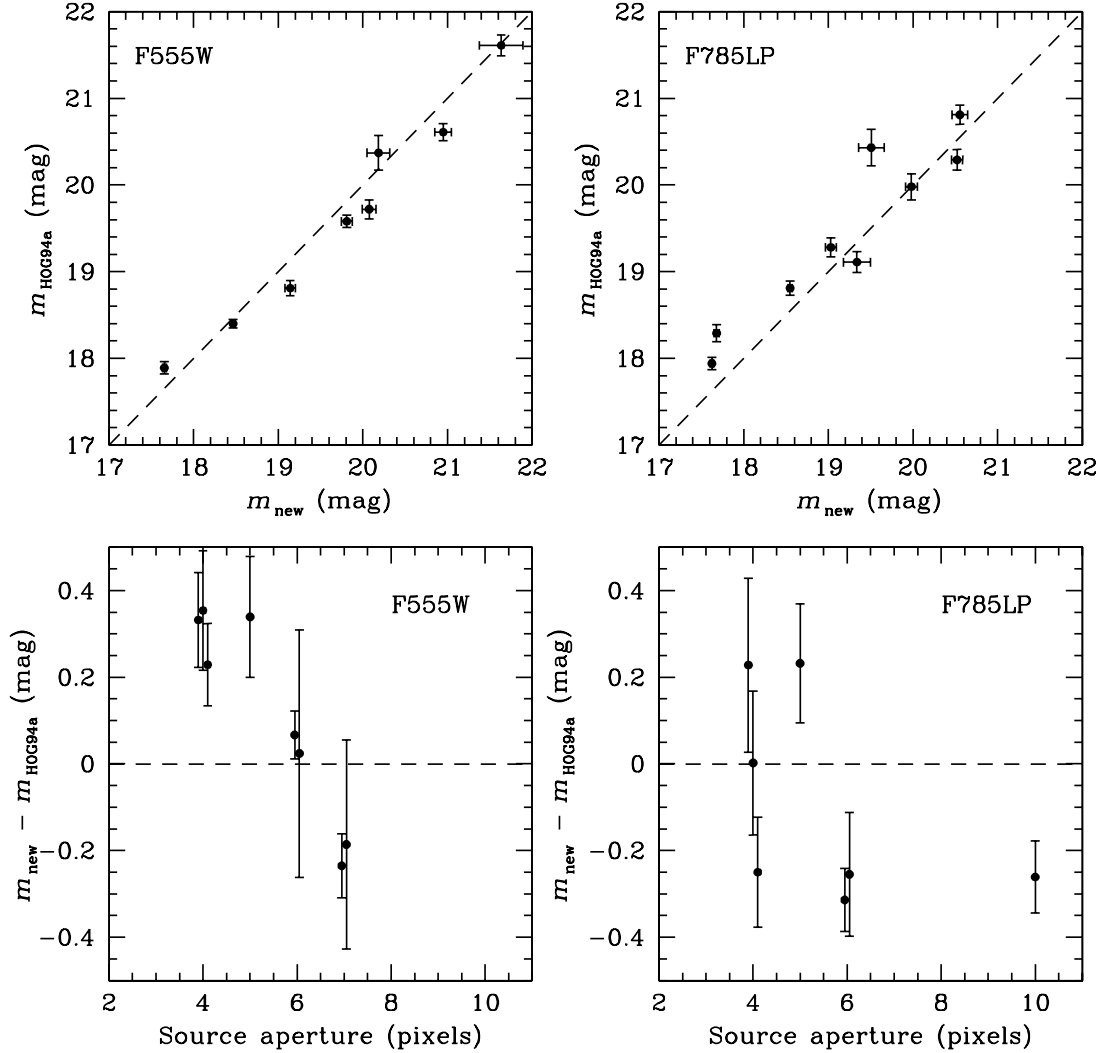 F555W
22
21
20
19
18
17
m HOG94a (mag)
17 18 19 20 21 22
m new (mag)
F785LP
22
21
20
19
18
17
m HOG94a (mag)
17 18 19 20 21 22
m new (mag)
F555W
0.4
0.2
0
−0.2
−0.4
m new − m HOG94a (mag)
2 4 6 8 10
Source aperture (pixels)
F785LP
0.4
0.2
0
−0.2
−0.4
m new − m HOG94a (mag)
2 4 6 8 10
Source aperture (pixels)